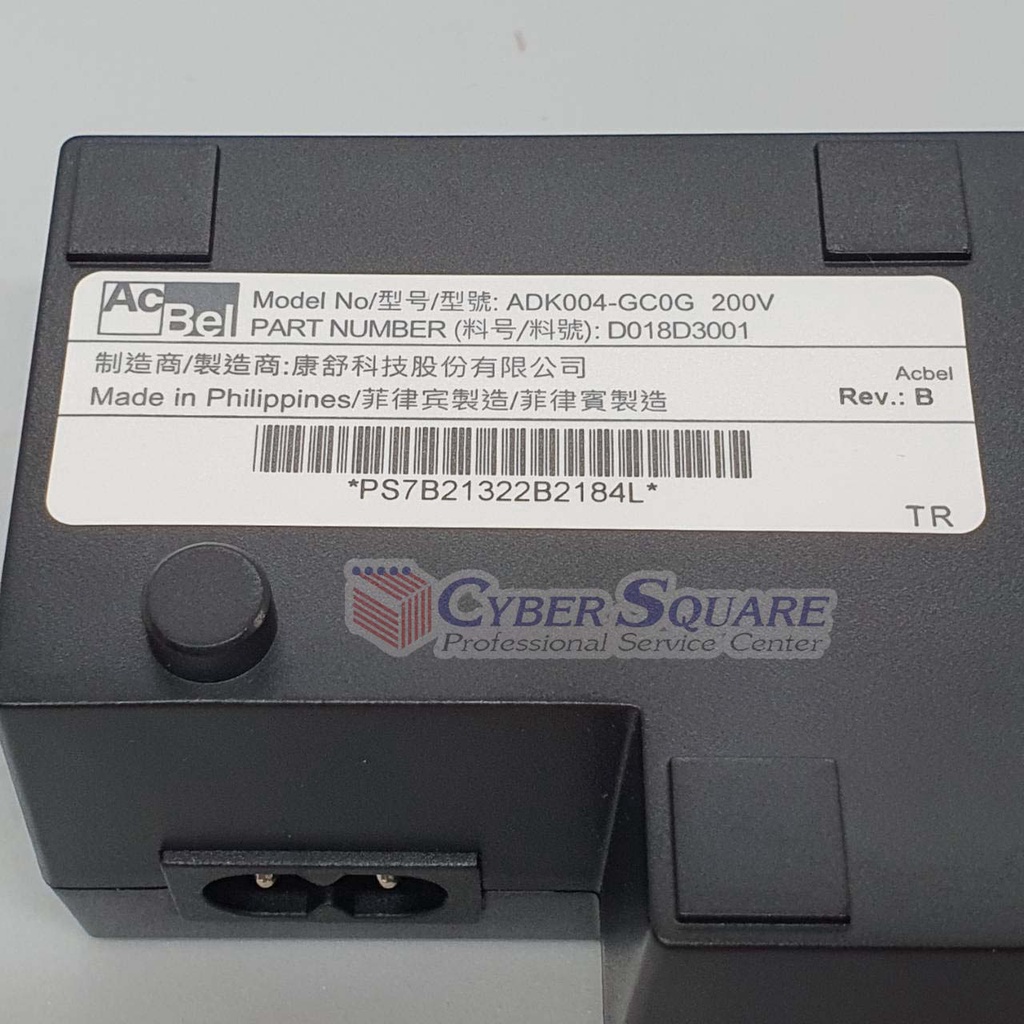 AcBel
Model No/型号/型號: ADK004-GC0G 200V
PART NUMBER (料号/料號): D018D3001
制造商/製造商:康舒科技股份有限公司
Acbel
Made in Philippines/菲律宾製造/菲律賓製造
Rev.: B
*PS7B21322B2184L*
TR
CYBER SQUARE
Professional Service Center